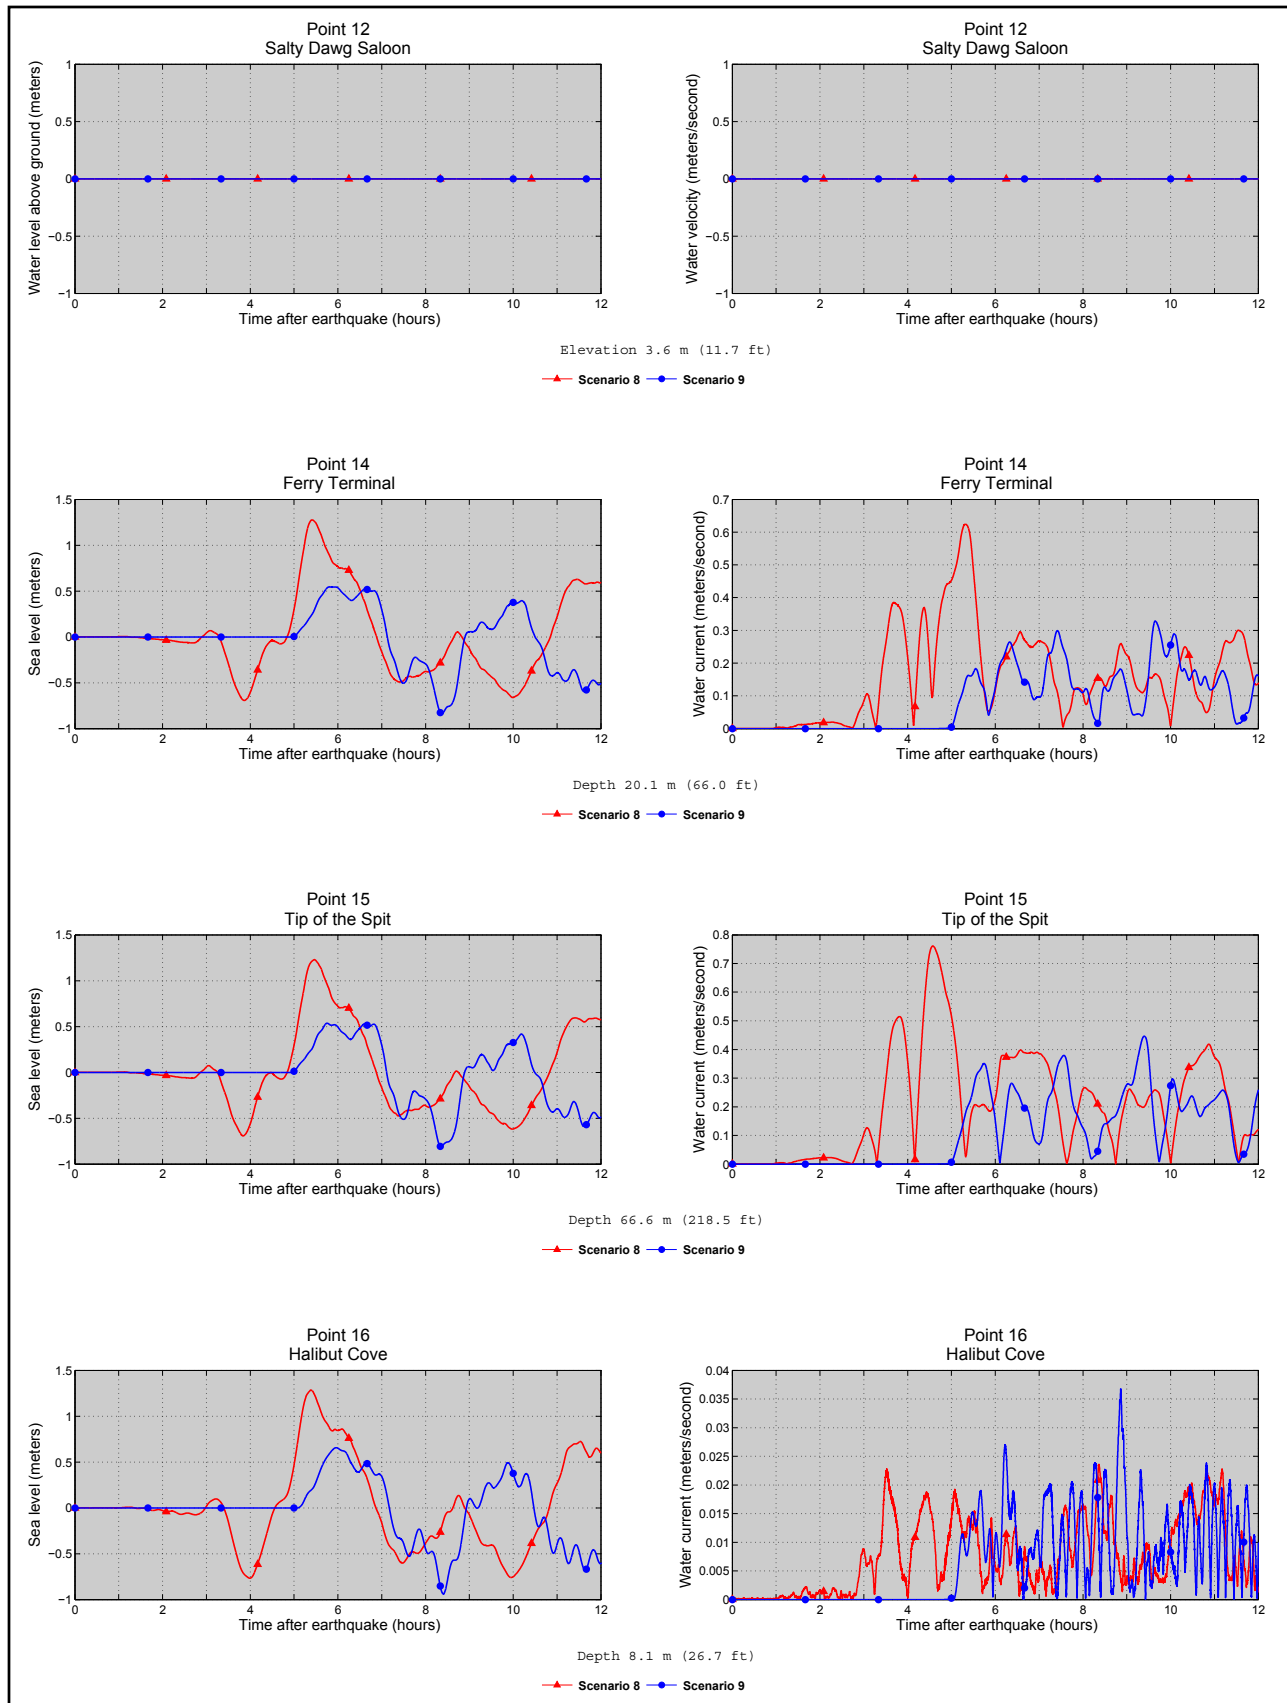 Point 12
Salty Dawg Saloon
Water level above ground (meters)
1
0.5
0
−0.5
−1
0 2 4 6 8 10 12
Time after earthquake (hours)
Point 12
Salty Dawg Saloon
Water velocity (meters/second)
1
0.5
0
−0.5
−1
0 2 4 6 8 10 12
Time after earthquake (hours)
Elevation 3.6 m (11.7 ft)
Scenario 8 Scenario 9
Point 14
Ferry Terminal
Sea level (meters)
1.5
1
0.5
0
−0.5
−1
0 2 4 6 8 10 12
Time after earthquake (hours)
Point 14
Ferry Terminal
Water current (meters/second)
0.7
0.6
0.5
0.4
0.3
0.2
0.1
0
0 2 4 6 8 10 12
Time after earthquake (hours)
Depth 20.1 m (66.0 ft)
Scenario 8 Scenario 9
Point 15
Tip of the Spit
Sea level (meters)
1.5
1
0.5
0
−0.5
−1
0 2 4 6 8 10 12
Time after earthquake (hours)
Point 15
Tip of the Spit
Water current (meters/second)
0.8
0.7
0.6
0.5
0.4
0.3
0.2
0.1
0
0 2 4 6 8 10 12
Time after earthquake (hours)
Depth 66.6 m (218.5 ft)
Scenario 8 Scenario 9
Point 16
Halibut Cove
Sea level (meters)
1.5
1
0.5
0
−0.5
−1
0 2 4 6 8 10 12
Time after earthquake (hours)
Point 16
Halibut Cove
Water current (meters/second)
0.04
0.035
0.03
0.025
0.02
0.015
0.01
0.005
0
0 2 4 6 8 10 12
Time after earthquake (hours)
Depth 8.1 m (26.7 ft)
Scenario 8 Scenario 9